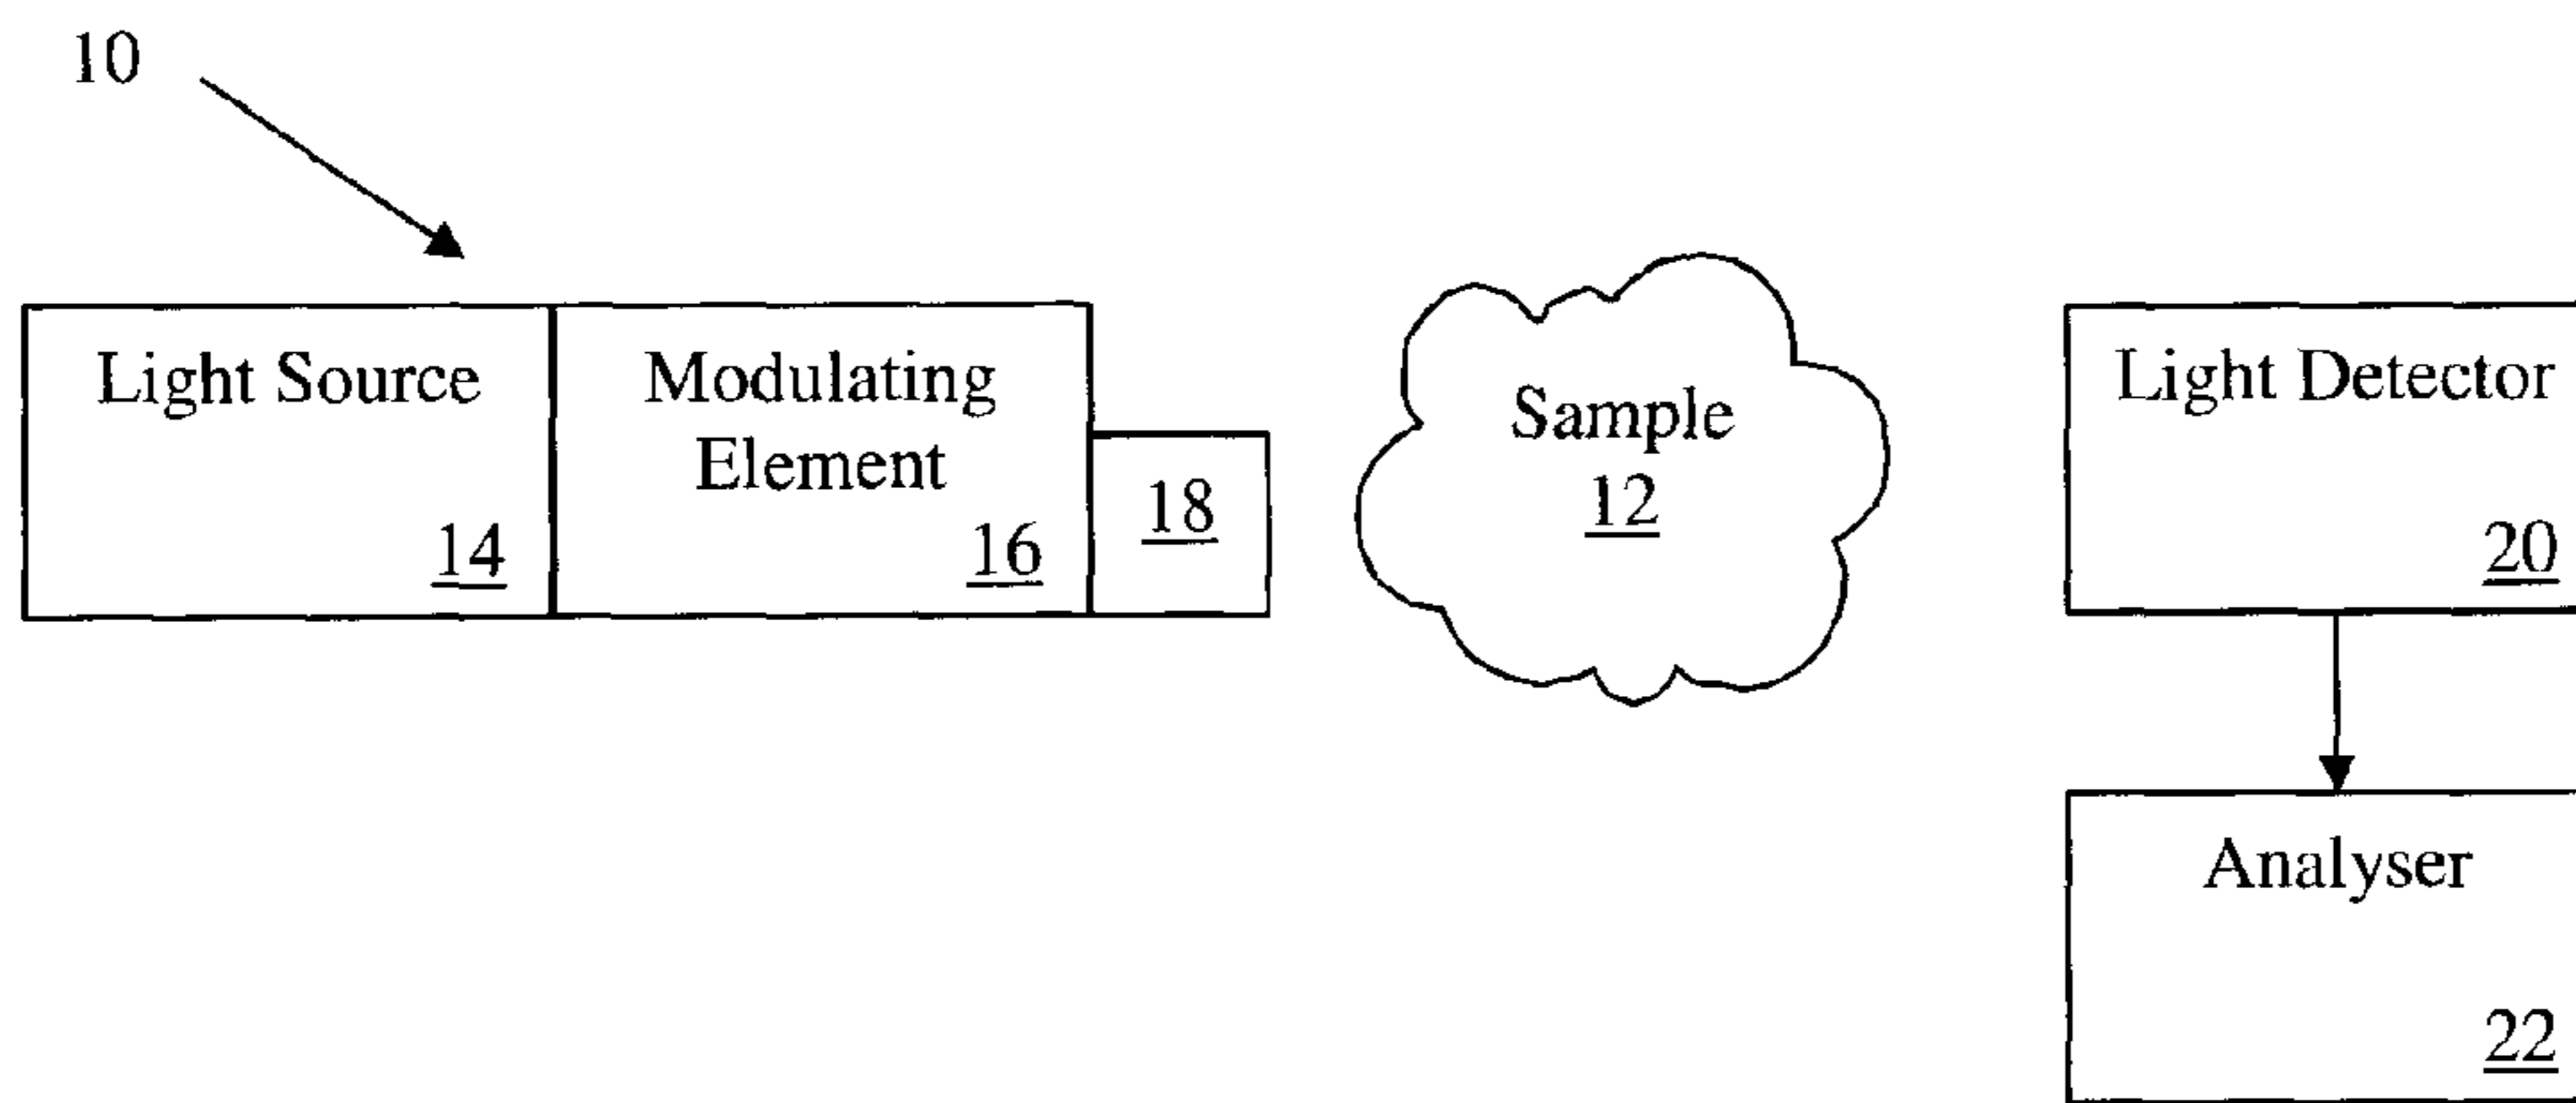 10
Light Source
14
Modulating
Element
16
18
Sample
12
Light Detector
20
Analyser
22